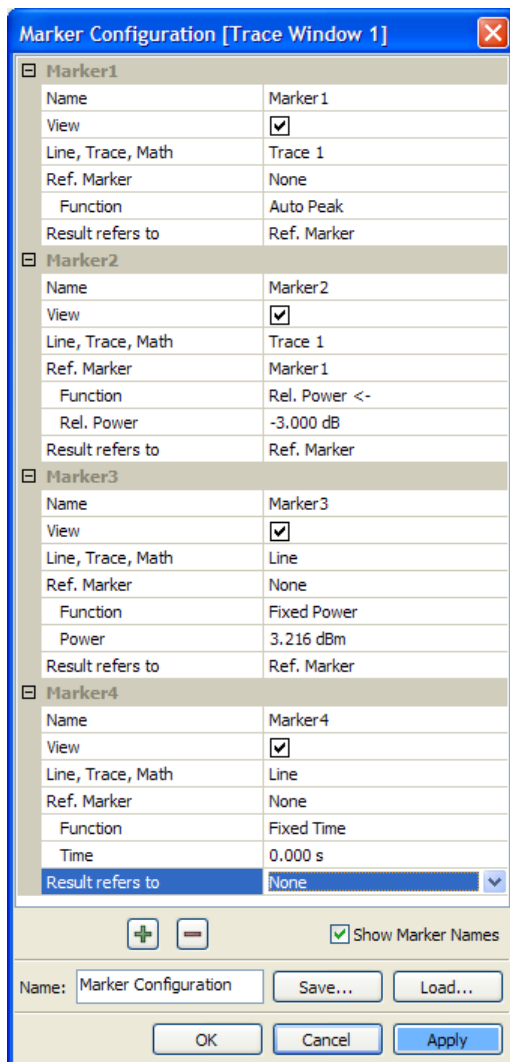 Marker Configuration [Trace Window 1]
Marker1
Name Marker1
View
Line, Trace, Math Trace 1
Ref. Marker None
Function Auto Peak
Result refers to Ref. Marker
Marker2
Name Marker2
View
Line, Trace, Math Trace 1
Ref. Marker Marker1
Function Rel. Power <-
Rel. Power -3.000 dB
Result refers to Ref. Marker
Marker3
Name Marker3
View
Line, Trace, Math Line
Ref. Marker None
Function Fixed Power
Power 3.216 dBm
Result refers to Ref. Marker
Marker4
Name Marker4
View
Line, Trace, Math Line
Ref. Marker None
Function Fixed Time
Time 0.000 s
Result refers to None
Show Marker Names
Name: Marker Configuration Save... Load...
OK Cancel Apply